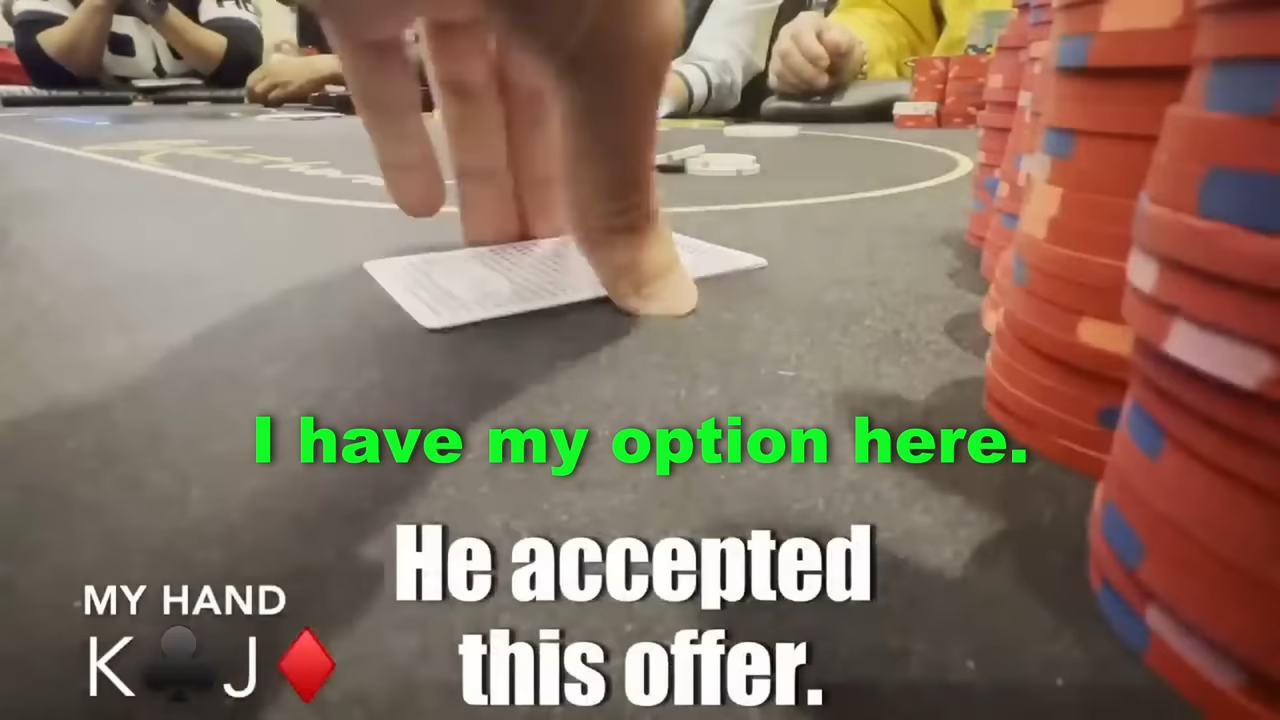 I have my option here.
He accepted
this offer.
MY HAND
K♣J♦